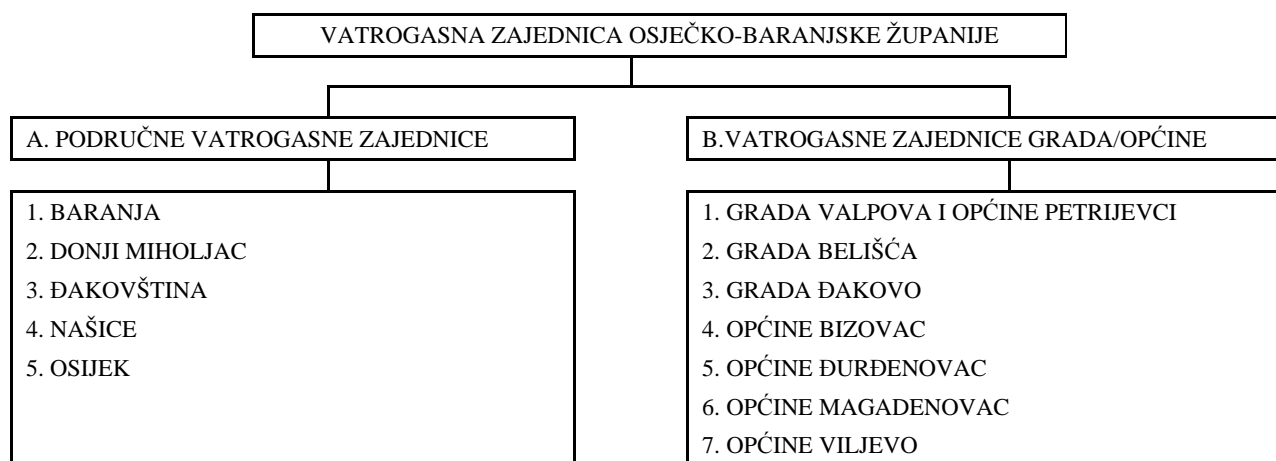 VATROGASNA ZAJEDNICA OSJEČKO-BARANJSKE ŽUPANIJE
A. PODRUČNE VATROGASNE ZAJEDNICE
1. BARANJA
2. DONJI MIHOLJAC
3. ĐAKOVŠTINA
4. NAŠICE
5. OSIJEK
B.VATROGASNE ZAJEDNICE GRADA/OPĆINE
1. GRADA VALPOVA I OPĆINE PETRIJEVCI
2. GRADA BELIŠĆA
3. GRADA ĐAKOVO
4. OPĆINE BIZOVAC
5. OPĆINE ĐURĐENOVAC
6. OPĆINE MAGADENOVAC
7. OPĆINE VILJEVO